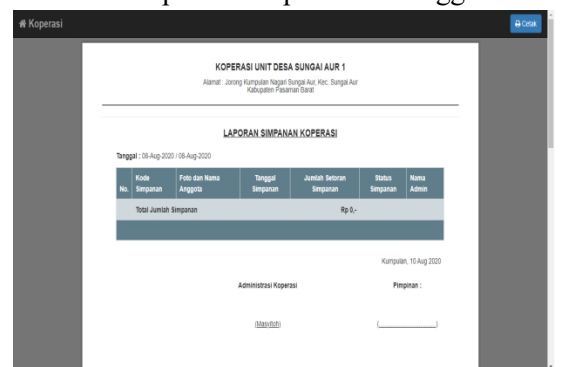 # Koperasi
Cetak
KOPERASI UNIT DESA SUNGAI AUR 1
Alamat : Jorong Kumpulan Nagari Sungai Aur, Kec. Sungai Aur
Kabupaten Pasaman Barat
LAPORAN SIMPANAN KOPERASI
Tanggal : 08-Aug-2020 / 08-Aug-2020
No. Kode Simpanan Foto dan Nama Anggota Tanggal Simpanan Jumlah Setoran Simpanan Status Simpanan Nama Admin
Total Jumlah Simpanan Rp 0,-
Kumpulan, 10 Aug 2020
Administrasi Koperasi Pimpinan :
(Masyitoh) (____________)